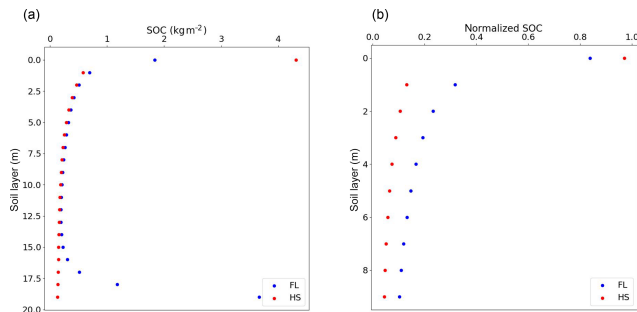 (a)
SOC (kg m-2)
0 1 2 3 4
0.0
2.5
5.0
7.5
10.0
12.5
15.0
17.5
20.0
Soil layer (m)
FL
HS
(b)
Normalized SOC
0.0 0.2 0.4 0.6 0.8 1.0
0
2
4
6
8
Soil layer (m)
FL
HS